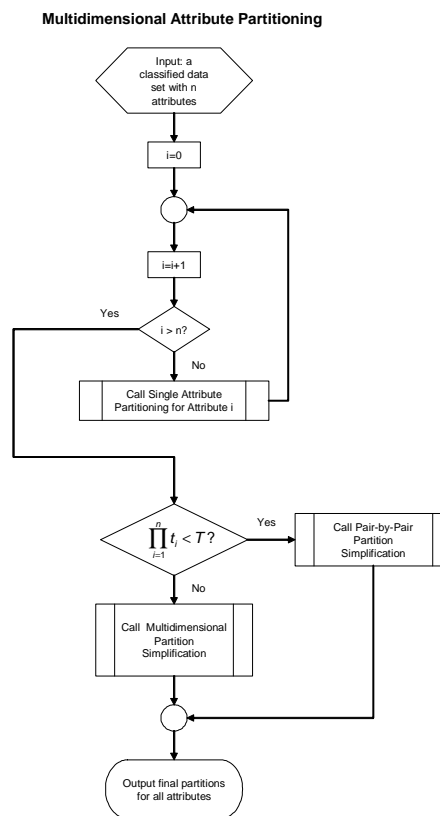 Multidimensional Attribute Partitioning
Input: a
classified data
set with n
attributes
i=0
i=i+1
Yes
i > n?
No
Call Single Attribute
Partitioning for Attribute i
n
∏ tᵢ < T ?
i=1
Yes
Call Pair-by-Pair
Partition
Simplification
No
Call Multidimensional
Partition
Simplification
Output final partitions
for all attributes